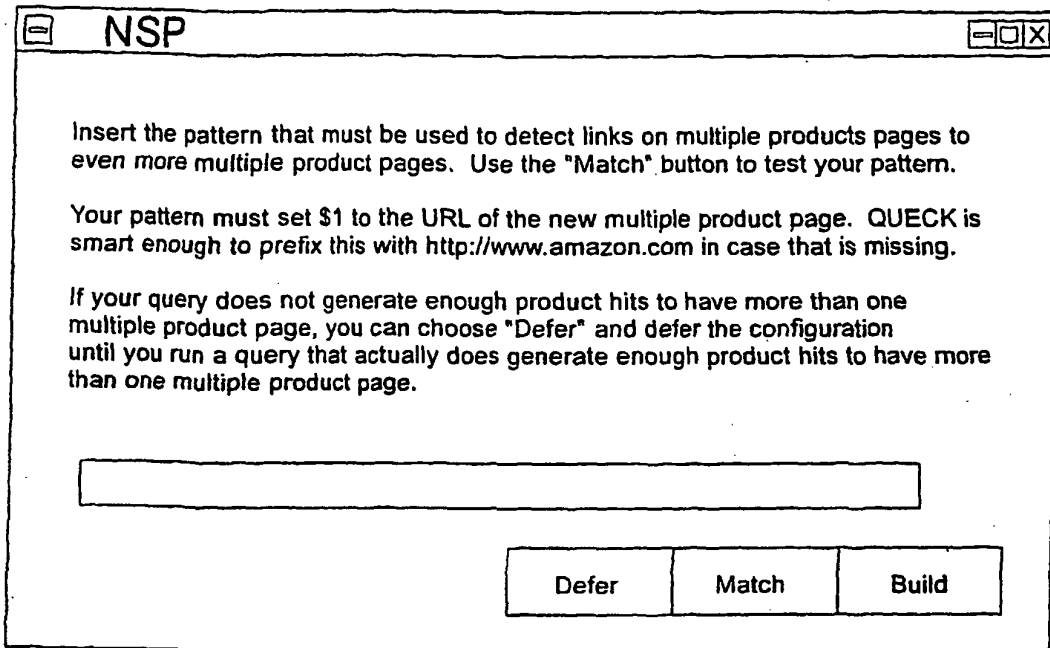 NSP
Insert the pattern that must be used to detect links on multiple products pages to
even more multiple product pages. Use the "Match" button to test your pattern.
Your pattern must set $1 to the URL of the new multiple product page. QUECK is
smart enough to prefix this with http://www.amazon.com in case that is missing.
If your query does not generate enough product hits to have more than one
multiple product page, you can choose "Defer" and defer the configuration
until you run a query that actually does generate enough product hits to have more
than one multiple product page.
Defer Match Build